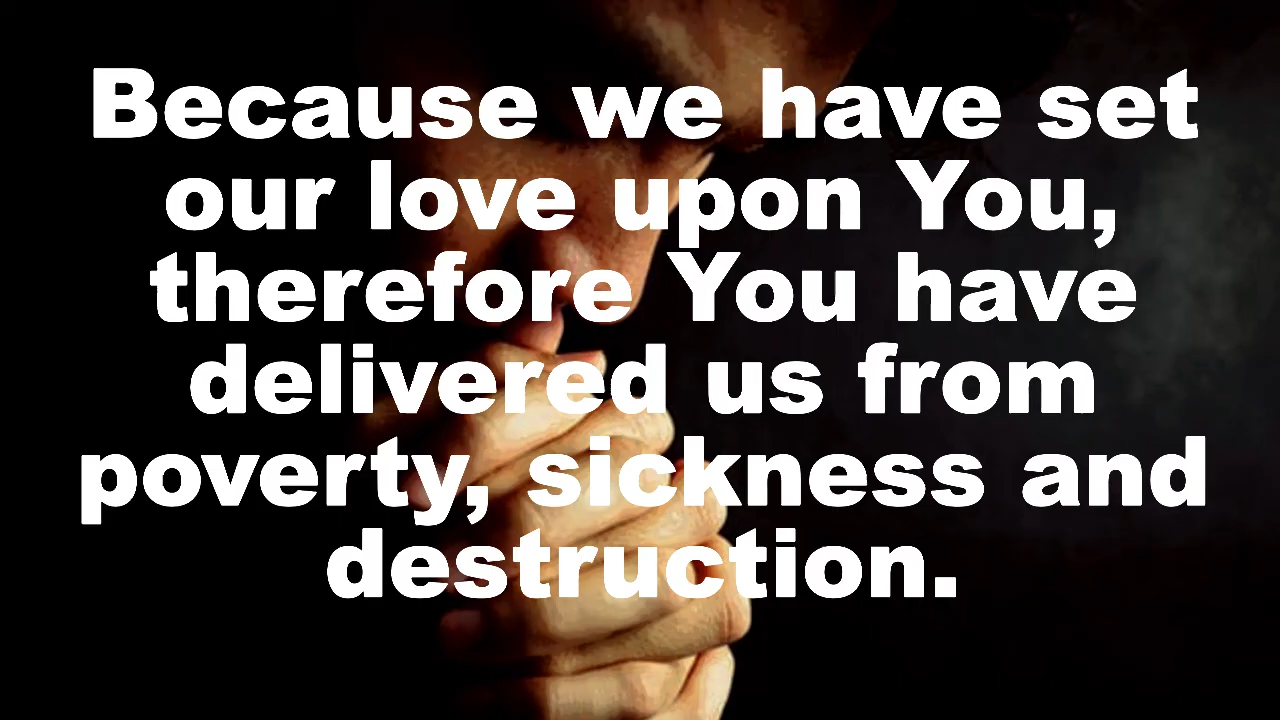 Because we have set
our love upon You,
therefore You have
delivered us from
poverty, sickness and
destruction.